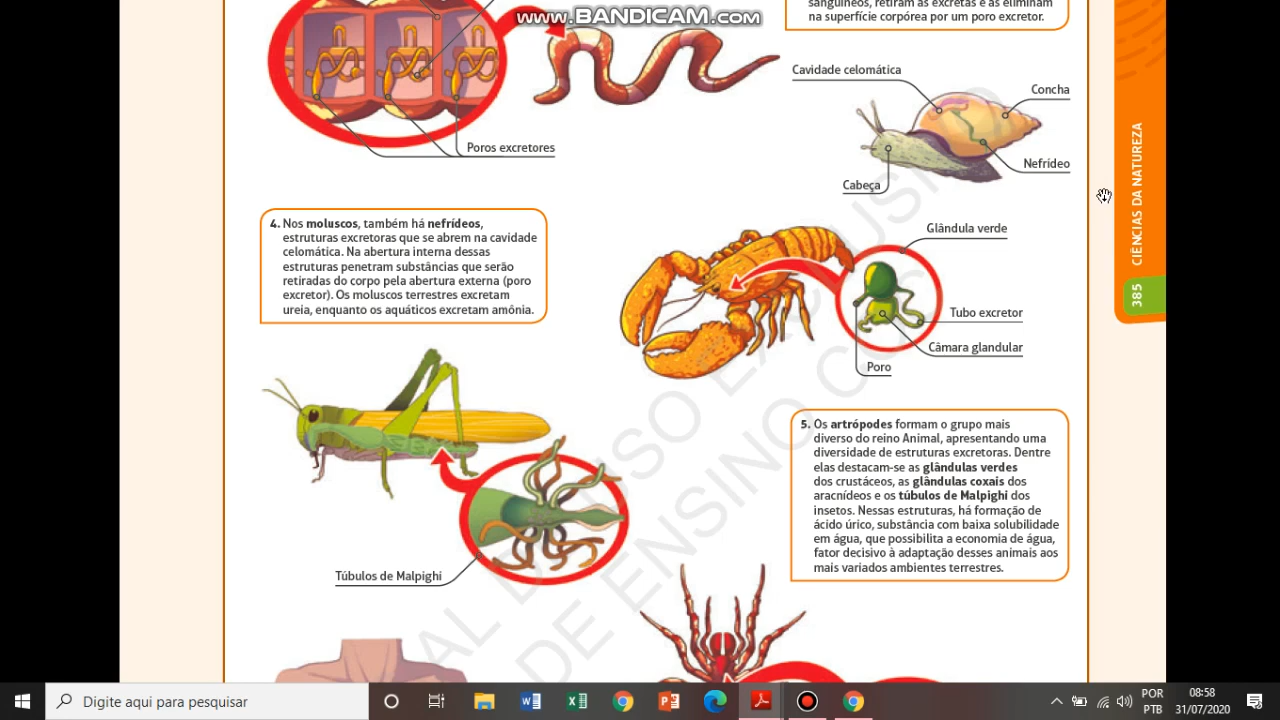 www.BANDICAM.com
sanguíneos, retiram as excretas e as eliminam
na superfície corpórea por um poro excretor.
Cavidade celomática
Concha
Poros excretores
Nefrídeo
Cabeça
CIÊNCIAS DA NATUREZA
385
4. Nos moluscos, também há nefrídeos,
estruturas excretoras que se abrem na cavidade
celomática. Na abertura interna dessas
estruturas penetram substâncias que serão
retiradas do corpo pela abertura externa (poro
excretor). Os moluscos terrestres excretam
ureia, enquanto os aquáticos excretam amônia.
Glândula verde
Tubo excretor
Câmara glandular
Poro
5. Os artrópodes formam o grupo mais
diverso do reino Animal, apresentando uma
diversidade de estruturas excretoras. Dentre
elas destacam-se as glândulas verdes
dos crustáceos, as glândulas coxais dos
aracnídeos e os túbulos de Malpighi dos
insetos. Nessas estruturas, há formação de
ácido úrico, substância com baixa solubilidade
em água, que possibilita a economia de água,
fator decisivo à adaptação desses animais aos
mais variados ambientes terrestres.
Túbulos de Malpighi
DE ENSINO
Digite aqui para pesquisar
POR
PTB
08:58
31/07/2020